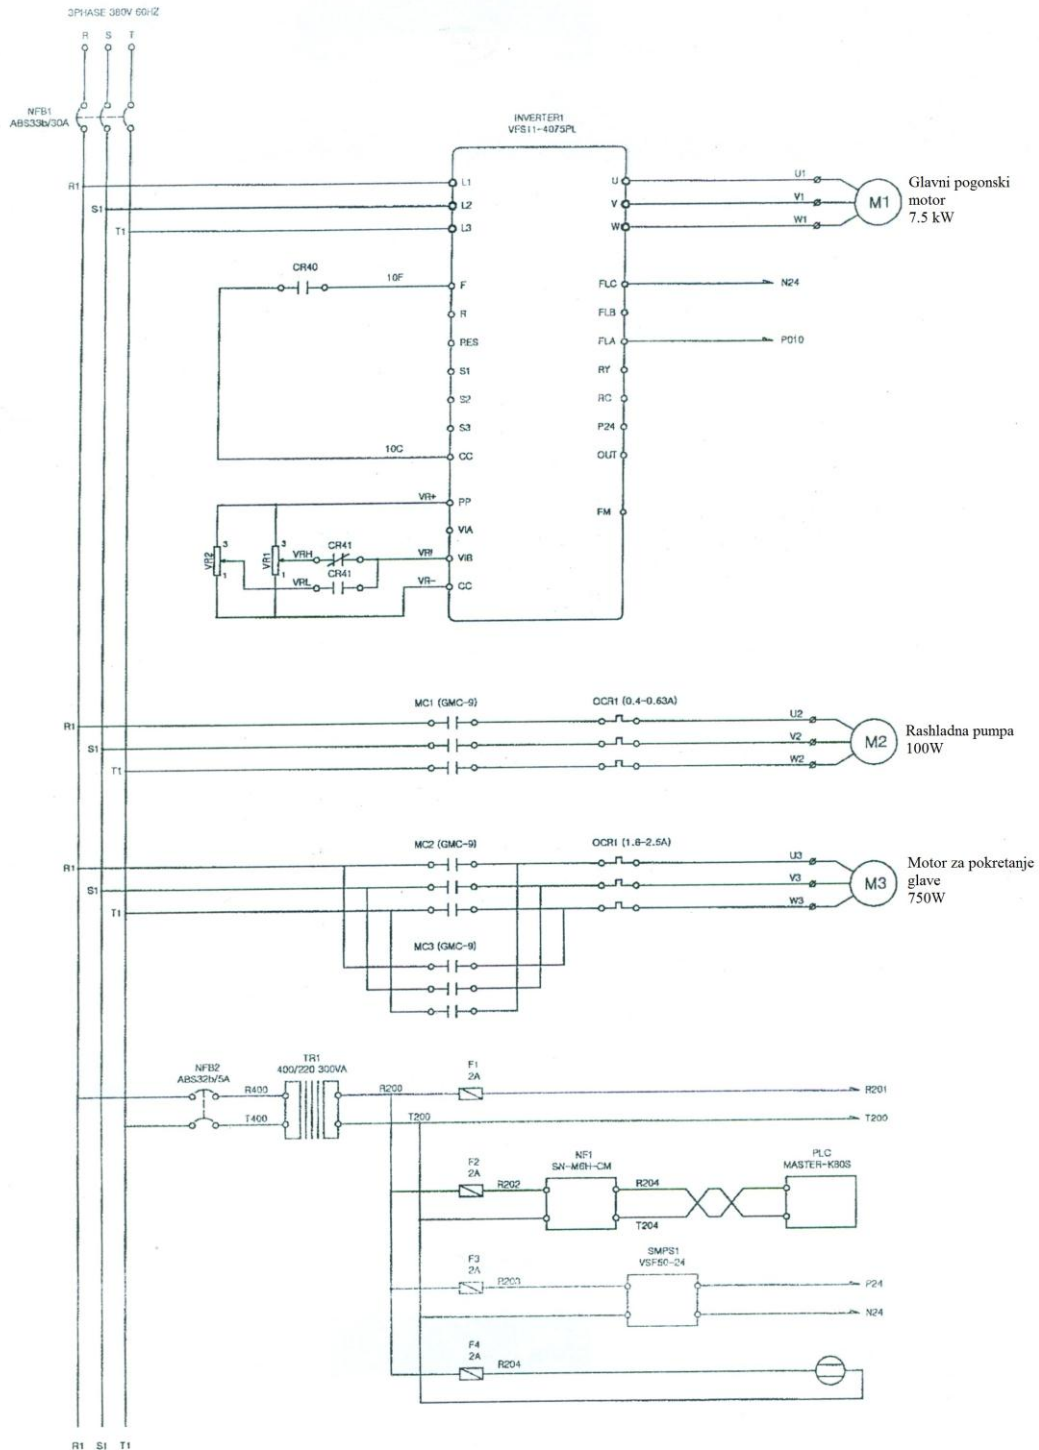 3PHASE 380V 60HZ
R S T
NFB1
ABS33b/30A
INVERTER1
VFS11-4075PL
R1
S1
T1
L1
L2
L3
U
V
W
U1
V1
W1
M1
Glavni pogonski
motor
7.5 kW
CR40
10F
F
R
RES
S1
S2
S3
10C
CC
FLC
N24
FLB
FLA
P010
RY
RC
P24
OUT
FM
VR+
PP
VIA
VR2
3
1
VR1
3
1
VRH
CR41
VRI
VIB
VRL
CR41
VR-
CC
R1
S1
T1
MC1 (GMC-9)
OCR1 (0.4-0.63A)
U2
V2
W2
M2
Rashladna pumpa
100W
R1
S1
T1
MC2 (GMC-9)
OCR1 (1.6-2.5A)
U3
V3
W3
M3
Motor za pokretanje
glave
750W
MC3 (GMC-9)
NFB2
ABS32b/5A
R400
T400
TR1
400/220 300VA
R200
T200
F1
2A
R201
T200
F2
2A
R202
NF1
SN-M6H-CM
R204
T204
PLC
MASTER-K80S
F3
2A
R203
SMPS1
VSF50-24
P24
N24
F4
2A
R204
R1 S1 T1